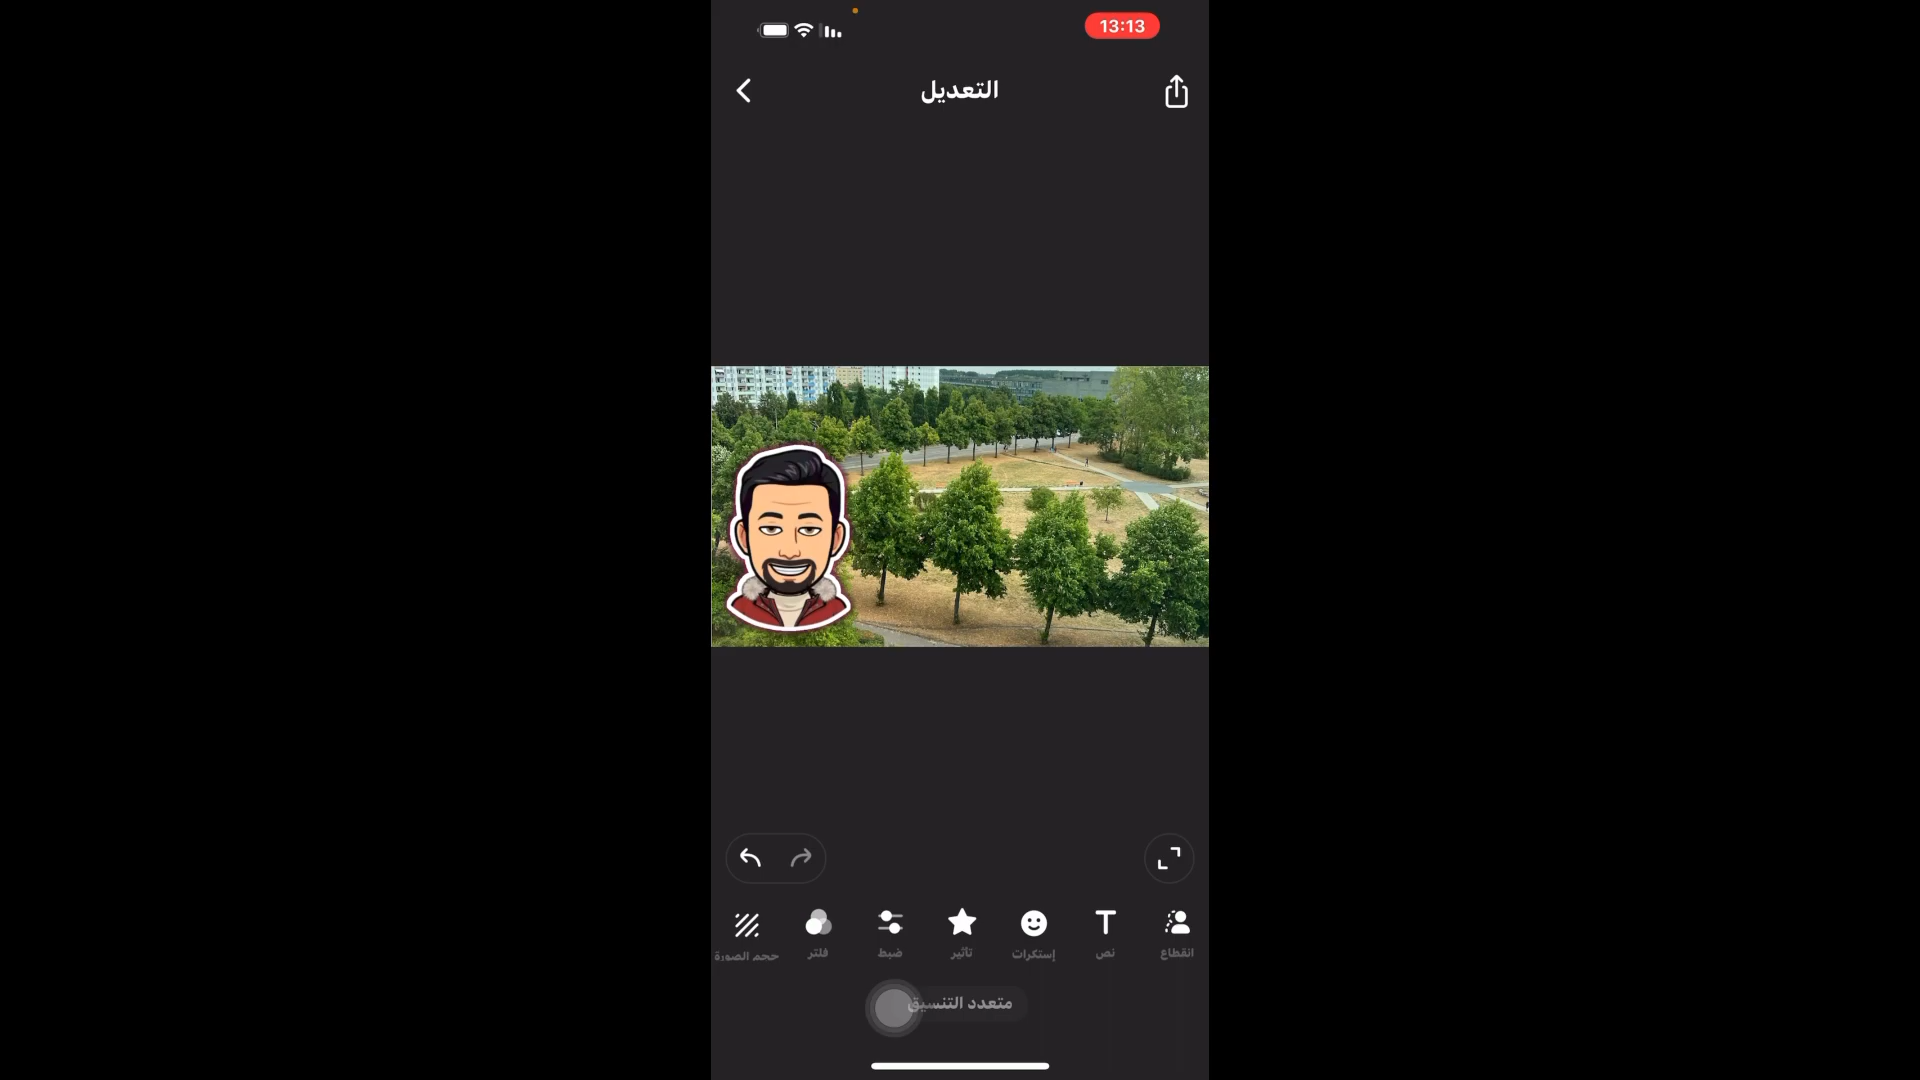 13:13
التعديل
انقطاع
نص
إستكرات
تأثير
ضبط
فلتر
حجم الصورة
متعدد التنسيق